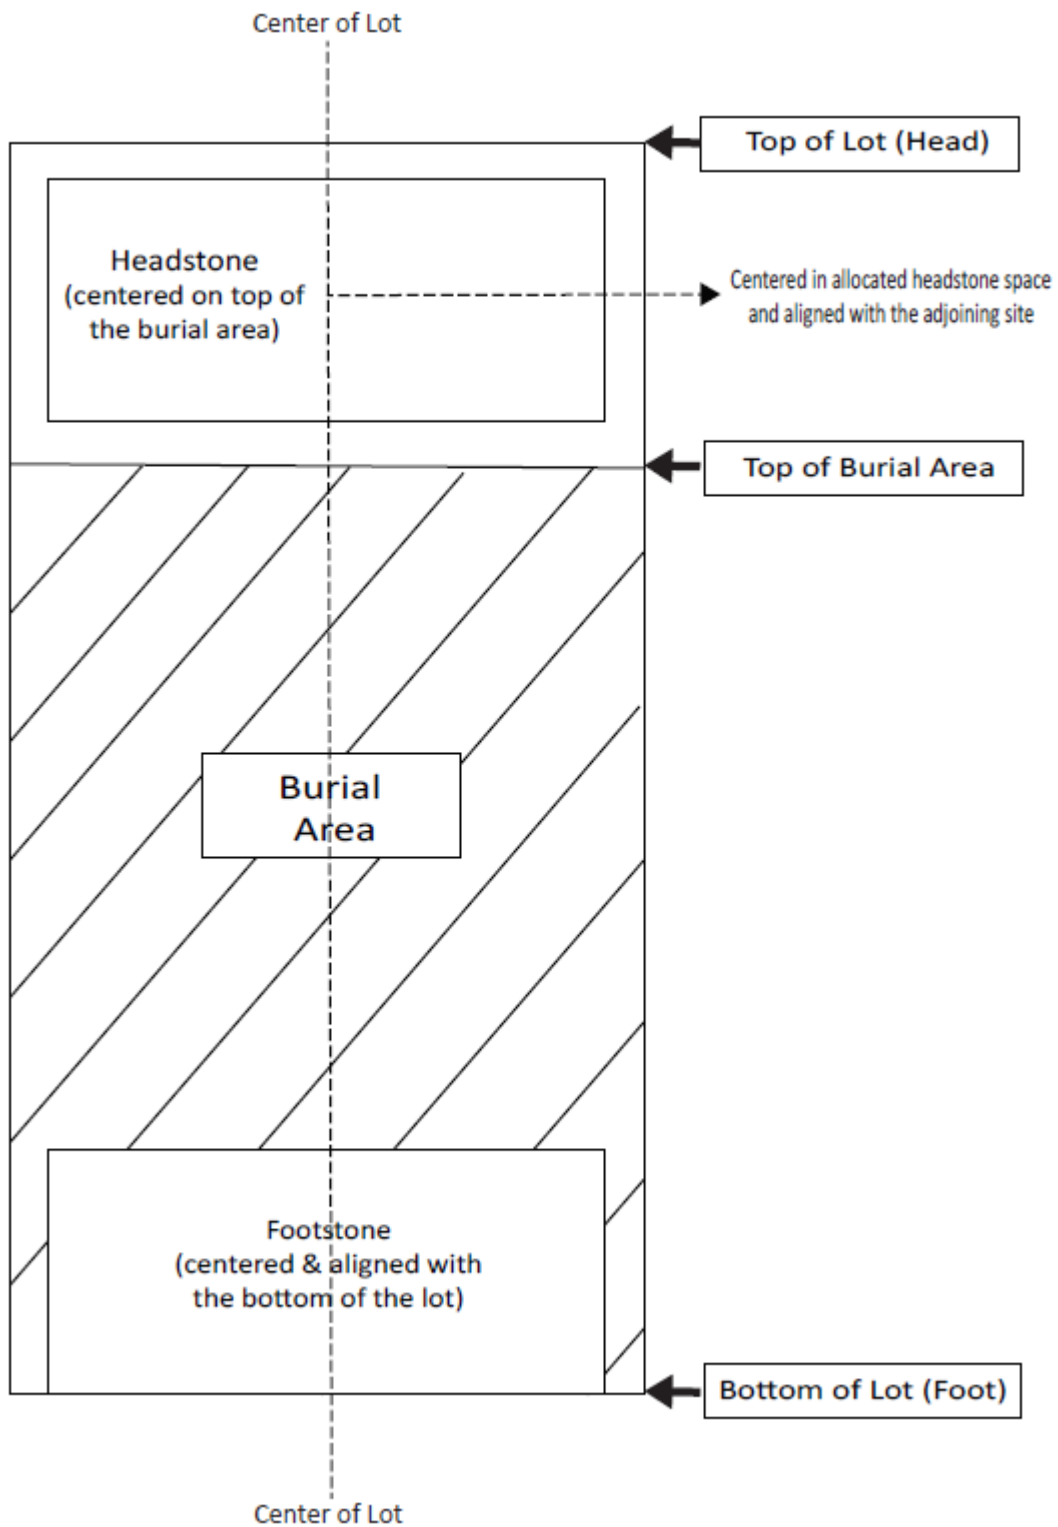 Center of Lot
Top of Lot (Head)
Headstone
(centered on top of
the burial area)
Centered in allocated headstone space
and aligned with the adjoining site
Top of Burial Area
Burial
Area
Footstone
(centered & aligned with
the bottom of the lot)
Bottom of Lot (Foot)
Center of Lot